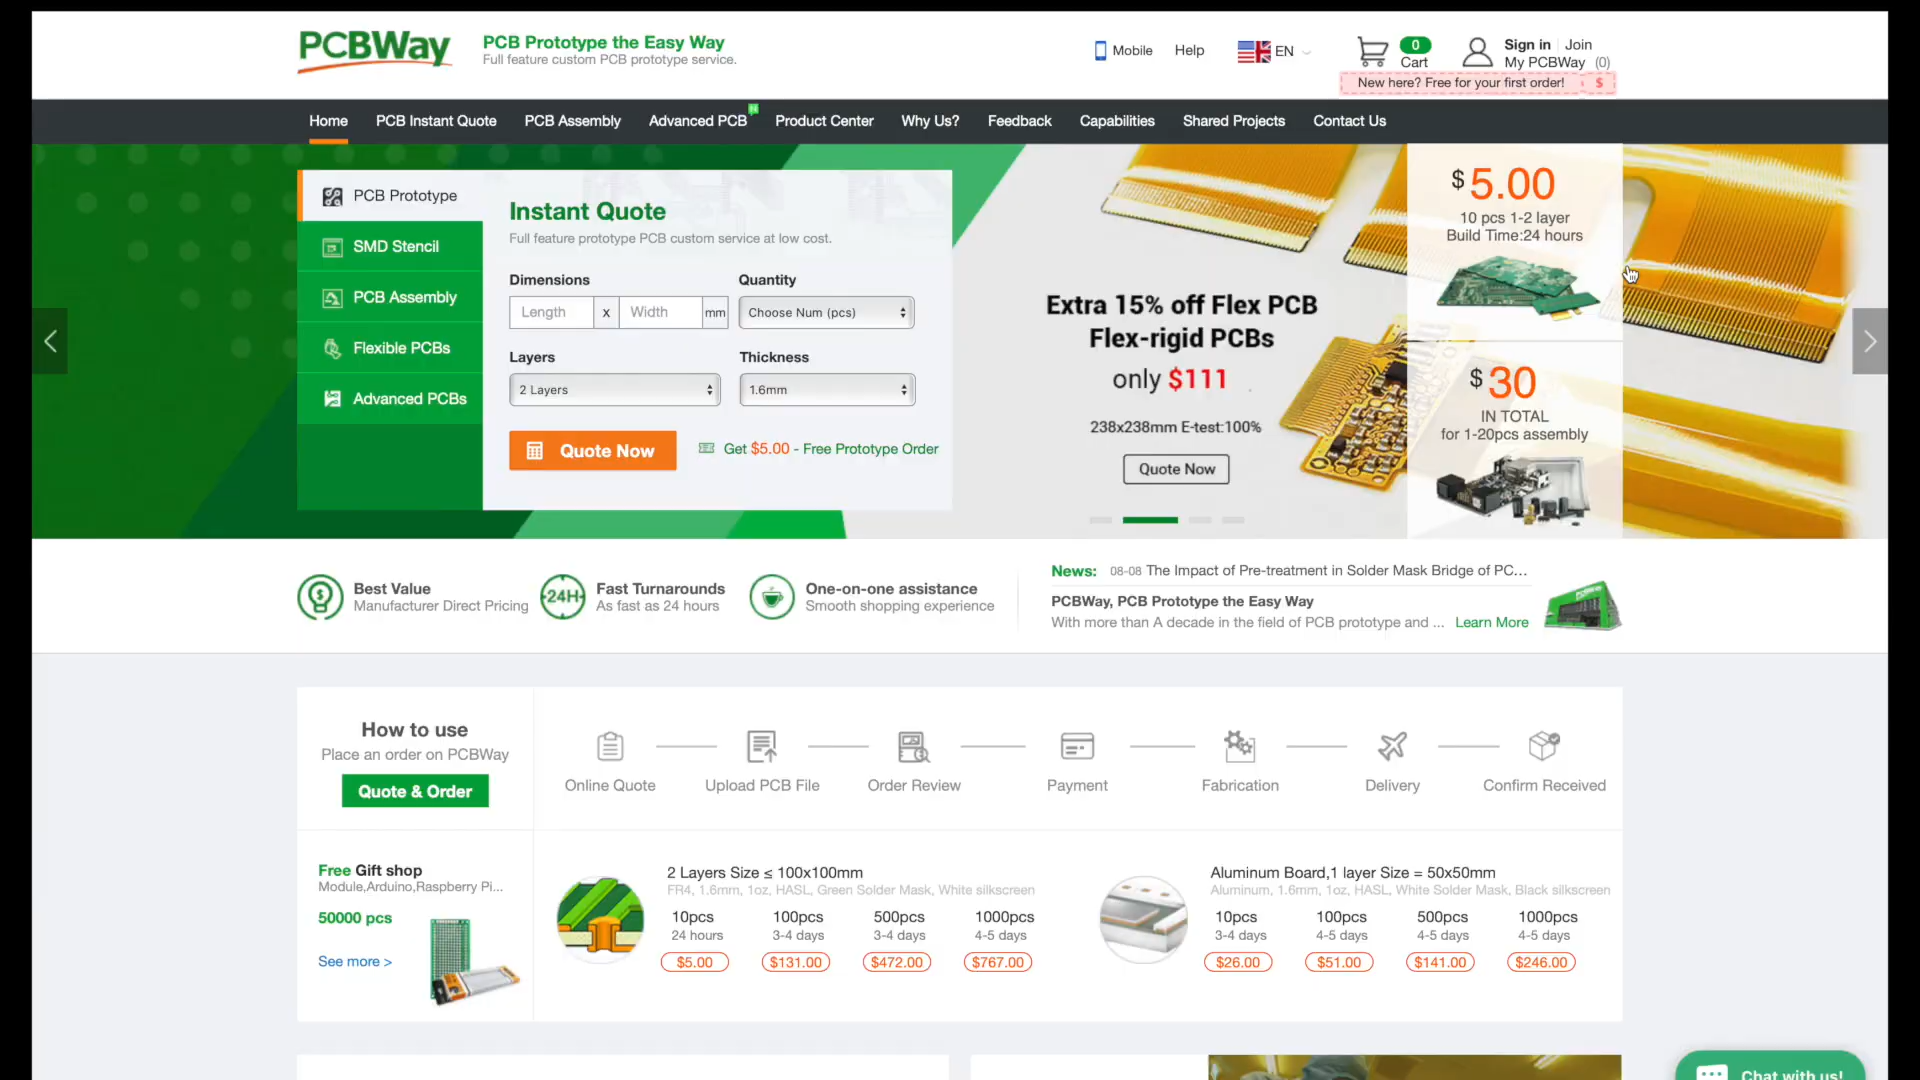 PCBWay
PCB Prototype the Easy Way
Full feature custom PCB prototype service.
Mobile
Help
EN
0
Cart
Sign in
Join
My PCBWay (0)
New here? Free for your first order! $
Home
PCB Instant Quote
PCB Assembly
Advanced PCB
N
Product Center
Why Us?
Feedback
Capabilities
Shared Projects
Contact Us
PCB Prototype
SMD Stencil
PCB Assembly
Flexible PCBs
Advanced PCBs
Instant Quote
Full feature prototype PCB custom service at low cost.
Dimensions
Quantity
Length x Width mm
Choose Num (pcs)
Layers
Thickness
2 Layers
1.6mm
Quote Now
Get $5.00 - Free Prototype Order
Extra 15% off Flex PCB
Flex-rigid PCBs
only $111
238x238mm E-test:100%
Quote Now
$ 5.00
10 pcs 1-2 layer
Build Time:24 hours
$ 30
IN TOTAL
for 1-20pcs assembly
Best Value
Manufacturer Direct Pricing
24H
Fast Turnarounds
As fast as 24 hours
One-on-one assistance
Smooth shopping experience
News: 08-08 The Impact of Pre-treatment in Solder Mask Bridge of PC...
PCBWay, PCB Prototype the Easy Way
With more than A decade in the field of PCB prototype and ... Learn More
How to use
Place an order on PCBWay
Quote & Order
Online Quote
Upload PCB File
Order Review
Payment
Fabrication
Delivery
Confirm Received
Free Gift shop
Module,Arduino,Raspberry Pi...
50000 pcs
See more >
2 Layers Size ≤ 100x100mm
FR4, 1.6mm, 1oz, HASL, Green Solder Mask, White silkscreen
10pcs 100pcs 500pcs 1000pcs
24 hours 3-4 days 3-4 days 4-5 days
$5.00 $131.00 $472.00 $767.00
Aluminum Board,1 layer Size = 50x50mm
Aluminum, 1.6mm, 1oz, HASL, White Solder Mask, Black silkscreen
10pcs 100pcs 500pcs 1000pcs
3-4 days 4-5 days 4-5 days 4-5 days
$26.00 $51.00 $141.00 $246.00
Chat with us!